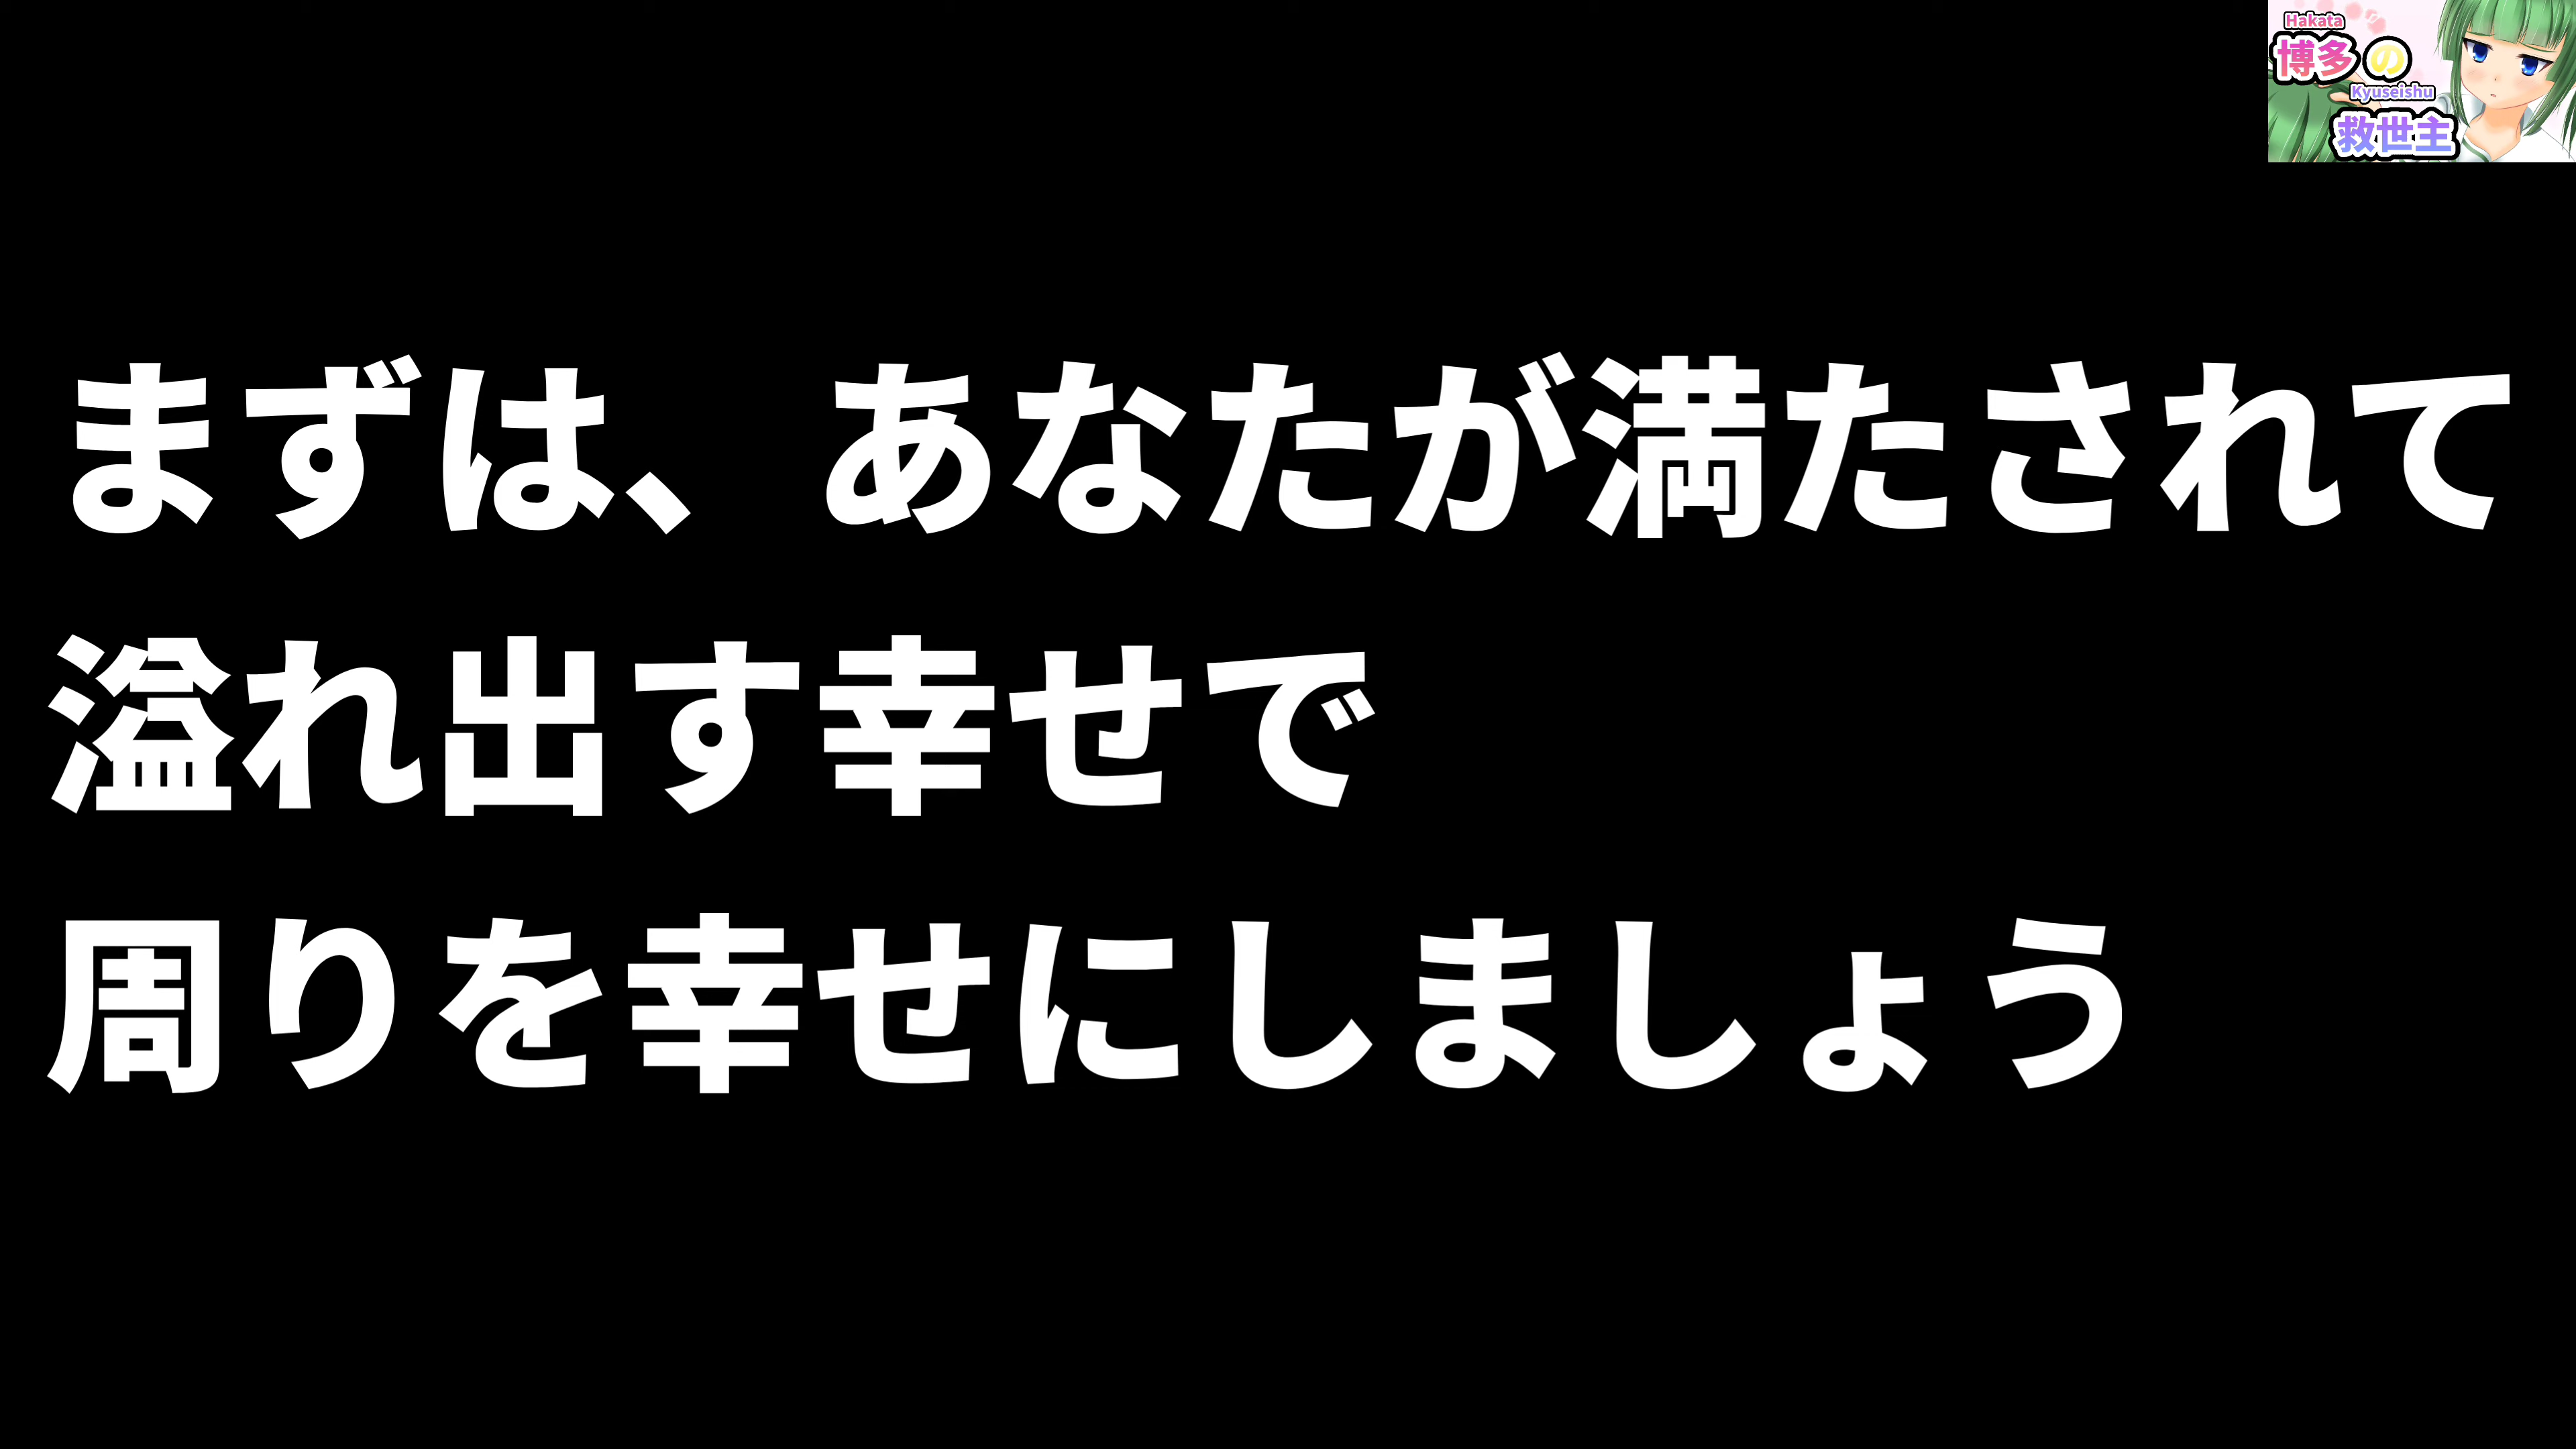 まずは、あなたが満たされて
溢れ出す幸せで
周りを幸せにしましょう
Hakata
博多の
Kyuseishu
救世主